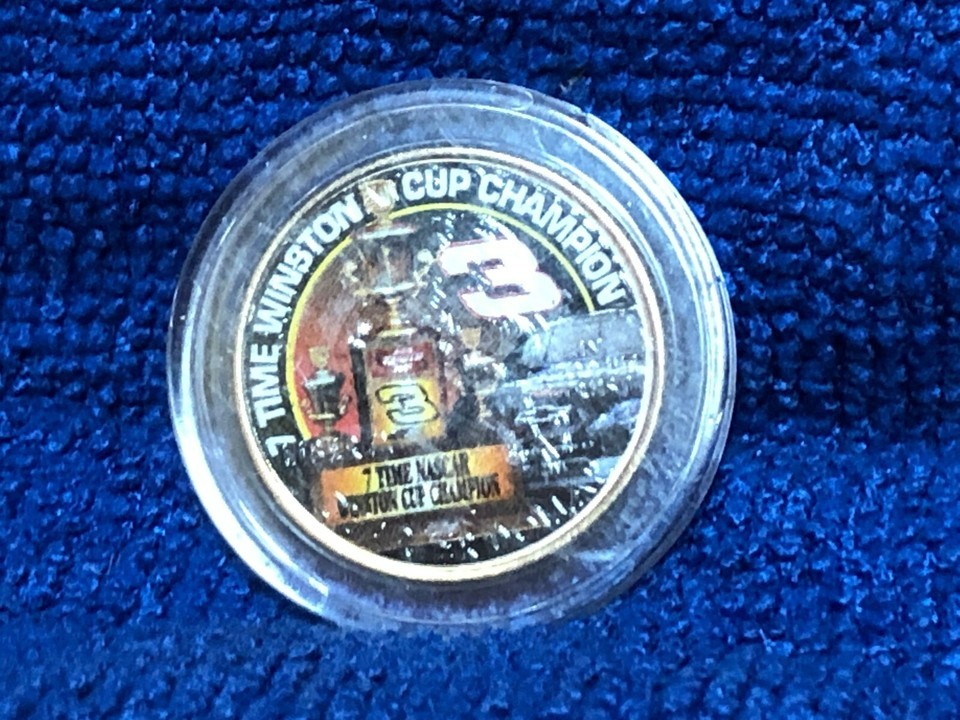 7 TIME WINSTON CUP CHAMPION
3
3
7 TIME NASCAR
WINSTON CUP CHAMPION